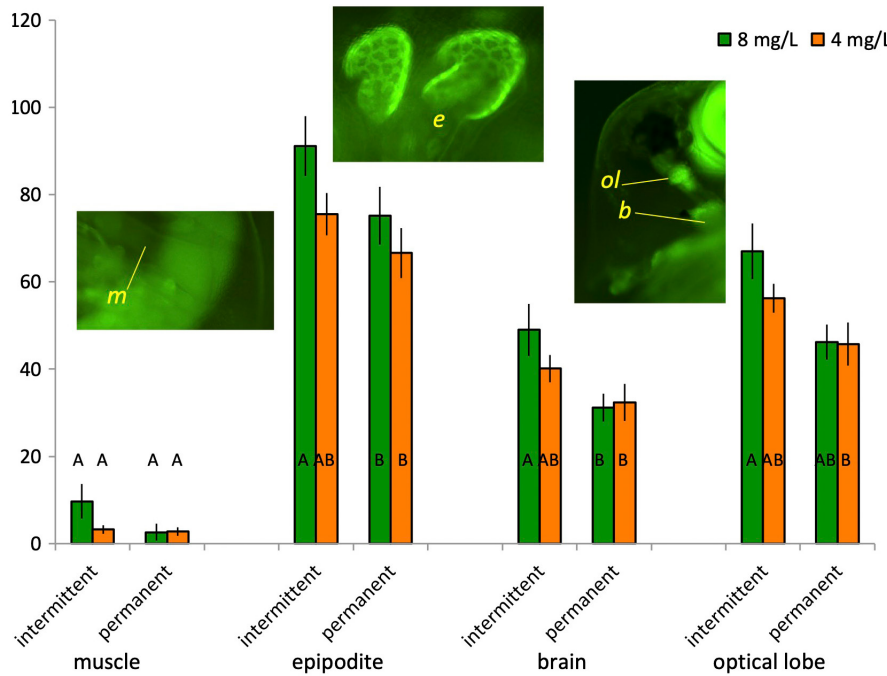 120
8 mg/L 4 mg/L
100
e
80
ol
b
m
60
40
20
A A A A A AB B B A AB B B A AB AB B
0
intermittent permanent intermittent permanent intermittent permanent intermittent permanent
muscle epipodite brain optical lobe